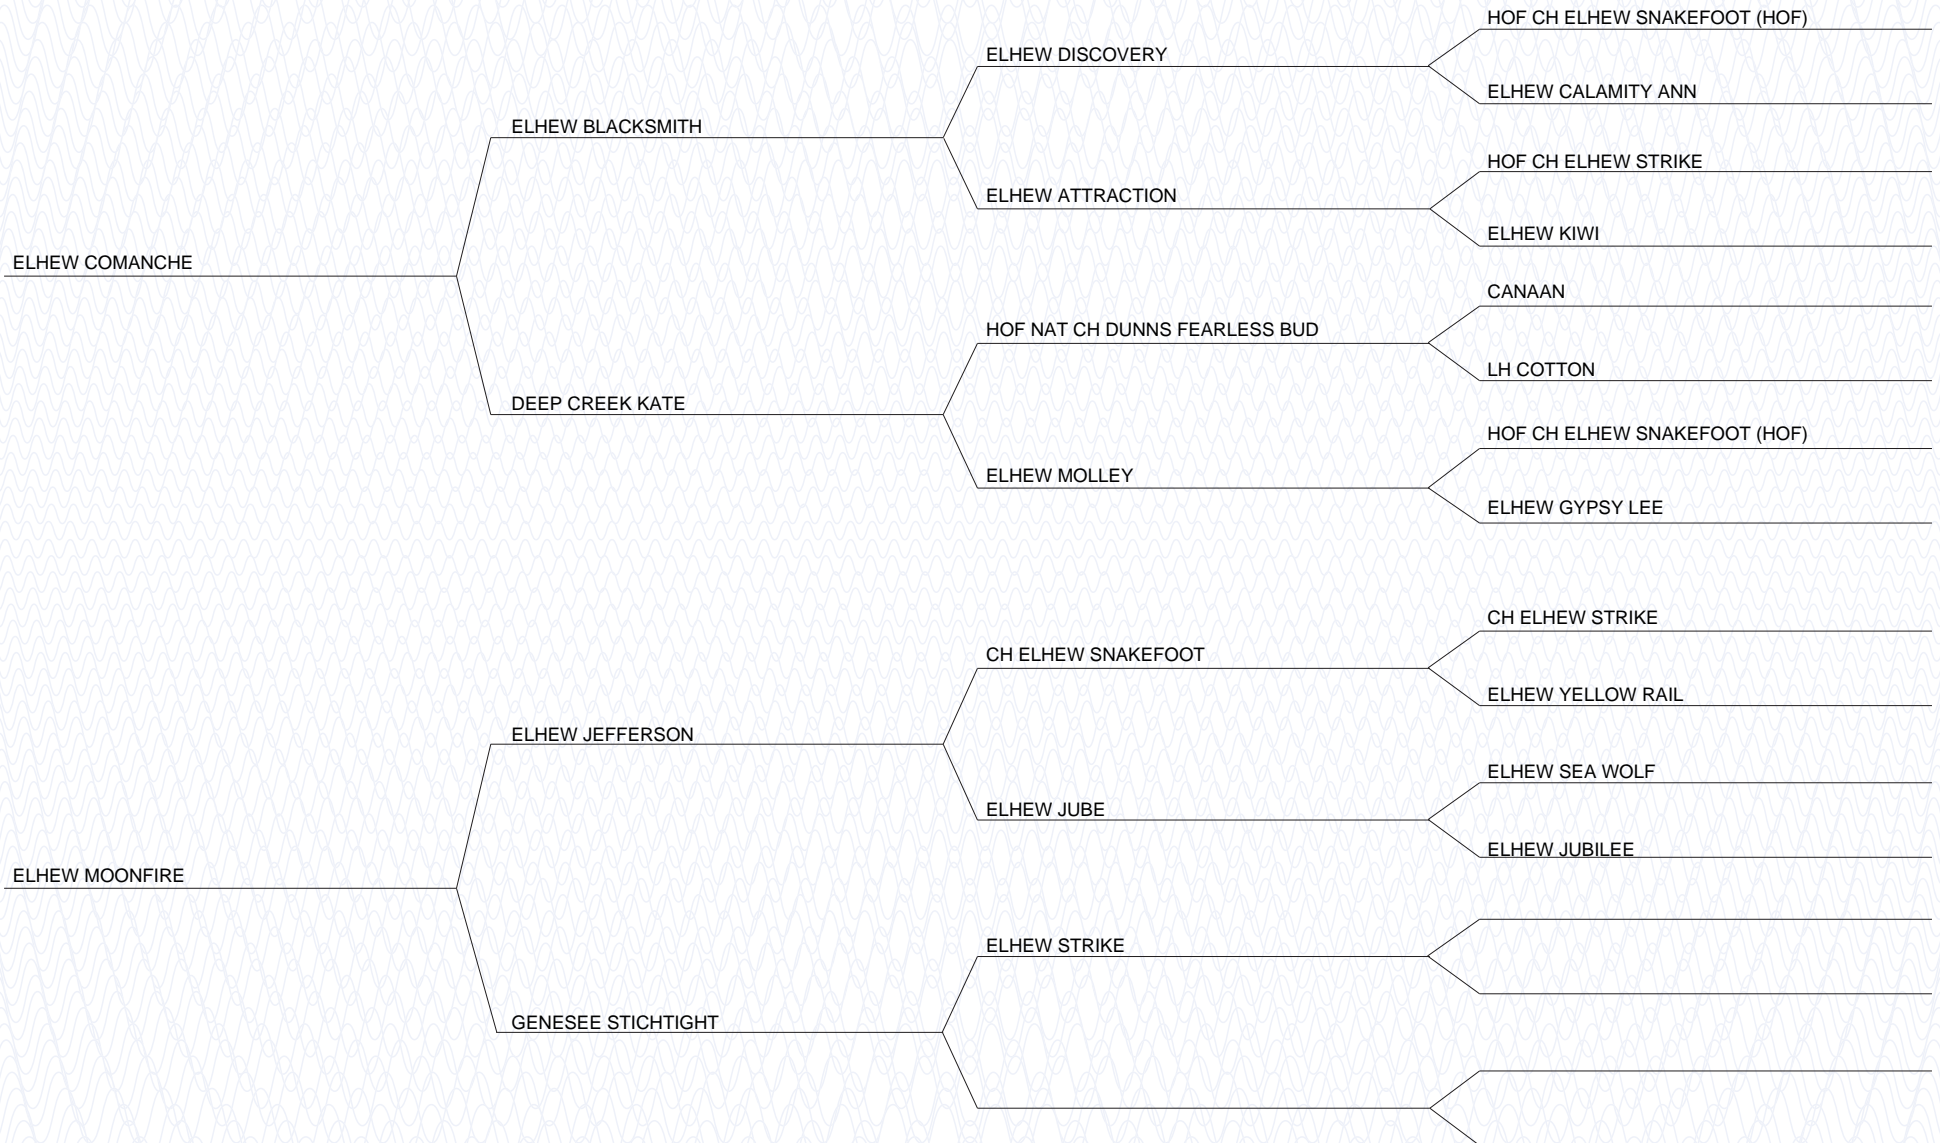 HOF CH ELHEW SNAKEFOOT (HOF)
ELHEW DISCOVERY
ELHEW CALAMITY ANN
ELHEW BLACKSMITH
HOF CH ELHEW STRIKE
ELHEW ATTRACTION
ELHEW KIWI
ELHEW COMANCHE
CANAAN
HOF NAT CH DUNNS FEARLESS BUD
LH COTTON
DEEP CREEK KATE
HOF CH ELHEW SNAKEFOOT (HOF)
ELHEW MOLLEY
ELHEW GYPSY LEE
CH ELHEW STRIKE
CH ELHEW SNAKEFOOT
ELHEW YELLOW RAIL
ELHEW JEFFERSON
ELHEW SEA WOLF
ELHEW JUBE
ELHEW JUBILEE
ELHEW MOONFIRE
ELHEW STRIKE
GENESEE STICHTIGHT